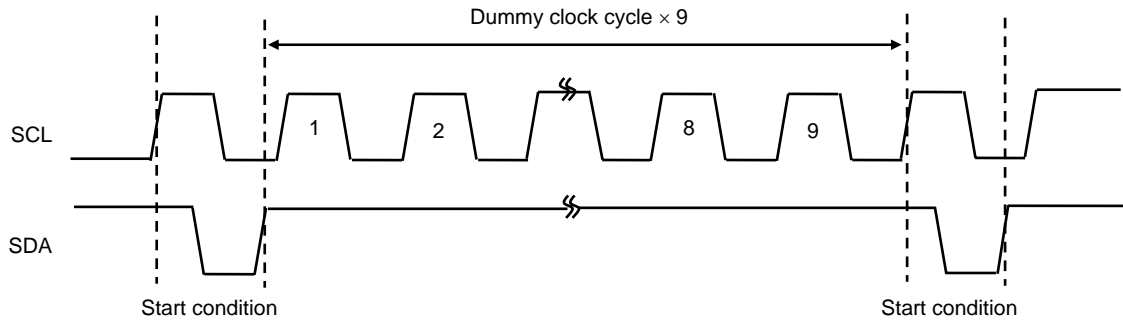 Dummy clock cycle × 9
SCL
1
2
8
9
SDA
Start condition
Start condition